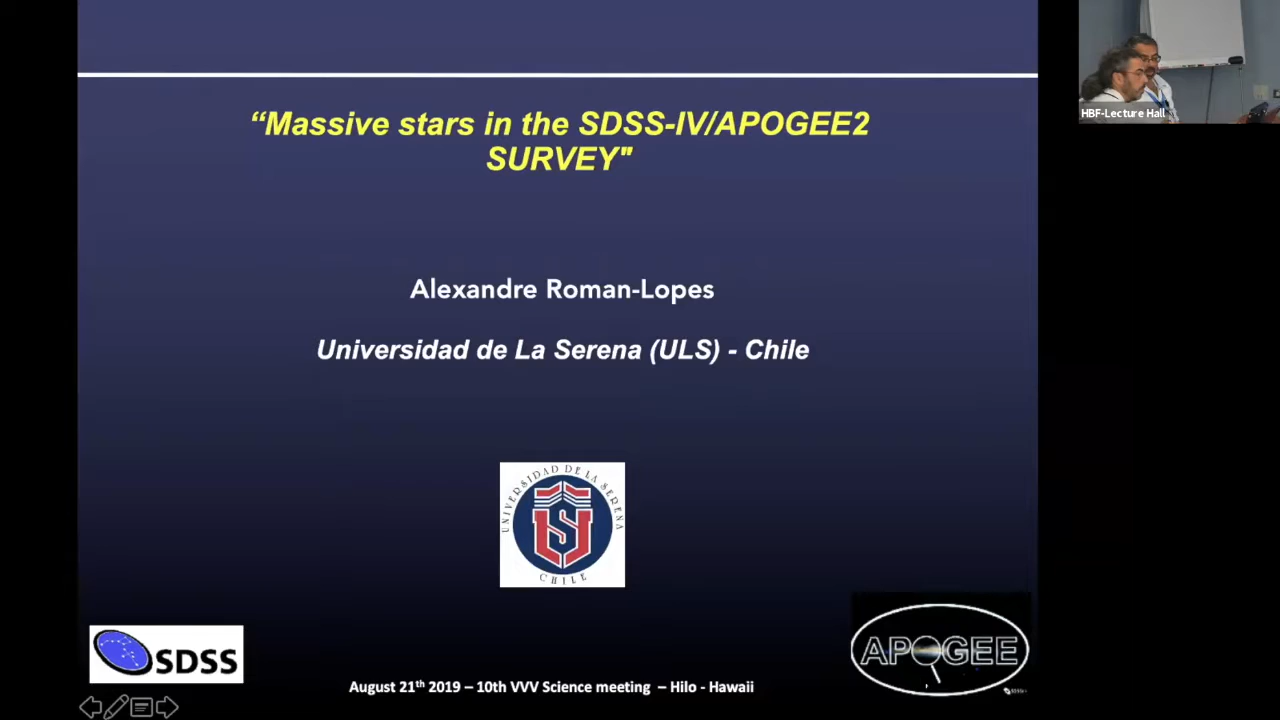 “Massive stars in the SDSS-IV/APOGEE2
SURVEY"
HBF-Lecture Hall
Alexandre Roman-Lopes
Universidad de La Serena (ULS) - Chile
UNIVERSIDAD DE LA SERENA
CHILE
SDSS
APOGEE
August 21th 2019 – 10th VVV Science meeting – Hilo - Hawaii